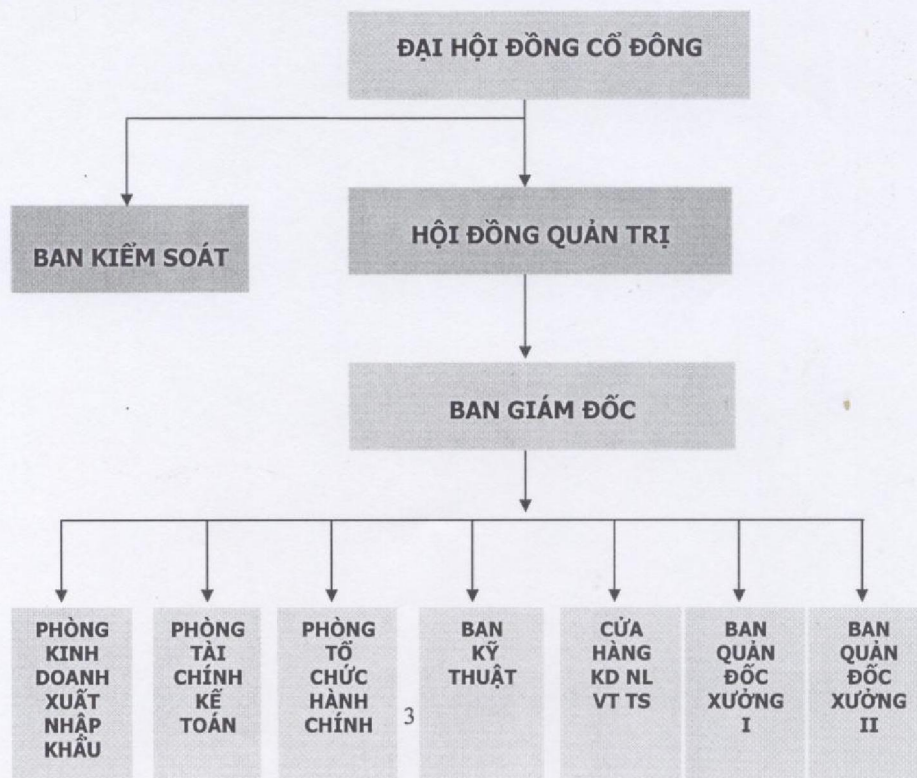 ĐẠI HỘI ĐỒNG CỔ ĐÔNG
BAN KIỂM SOÁT
HỘI ĐỒNG QUẢN TRỊ
BAN GIÁM ĐỐC
PHÒNG
KINH
DOANH
XUẤT
NHẬP
KHẨU
PHÒNG
TÀI
CHÍNH
KẾ
TOÁN
PHÒNG
TỔ
CHỨC
HÀNH
CHÍNH
BAN
KỸ
THUẬT
CỬA
HÀNG
KD NL
VT TS
BAN
QUẢN
ĐỐC
XƯỞNG
I
BAN
QUẢN
ĐỐC
XƯỞNG
II
3